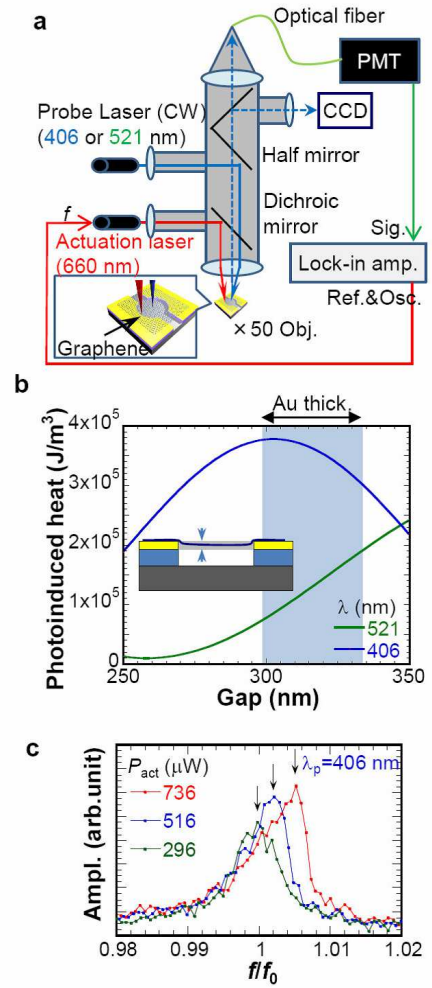 a
Optical fiber
PMT
Probe Laser (CW)
(406 or 521 nm)
CCD
Half mirror
Dichroic
mirror
f
Actuation laser
(660 nm)
Sig.
Lock-in amp.
Ref.&Osc.
Graphene
×50 Obj.
b
Au thick.
Photoinduced heat (J/m³)
4x10⁵
3x10⁵
2x10⁵
1x10⁵
0
λ (nm)
521
406
250 300 350
Gap (nm)
c
P_act (μW)
736
516
296
λ_p=406 nm
Ampl. (arb.unit)
0.98 0.99 1 1.01 1.02
f/f₀